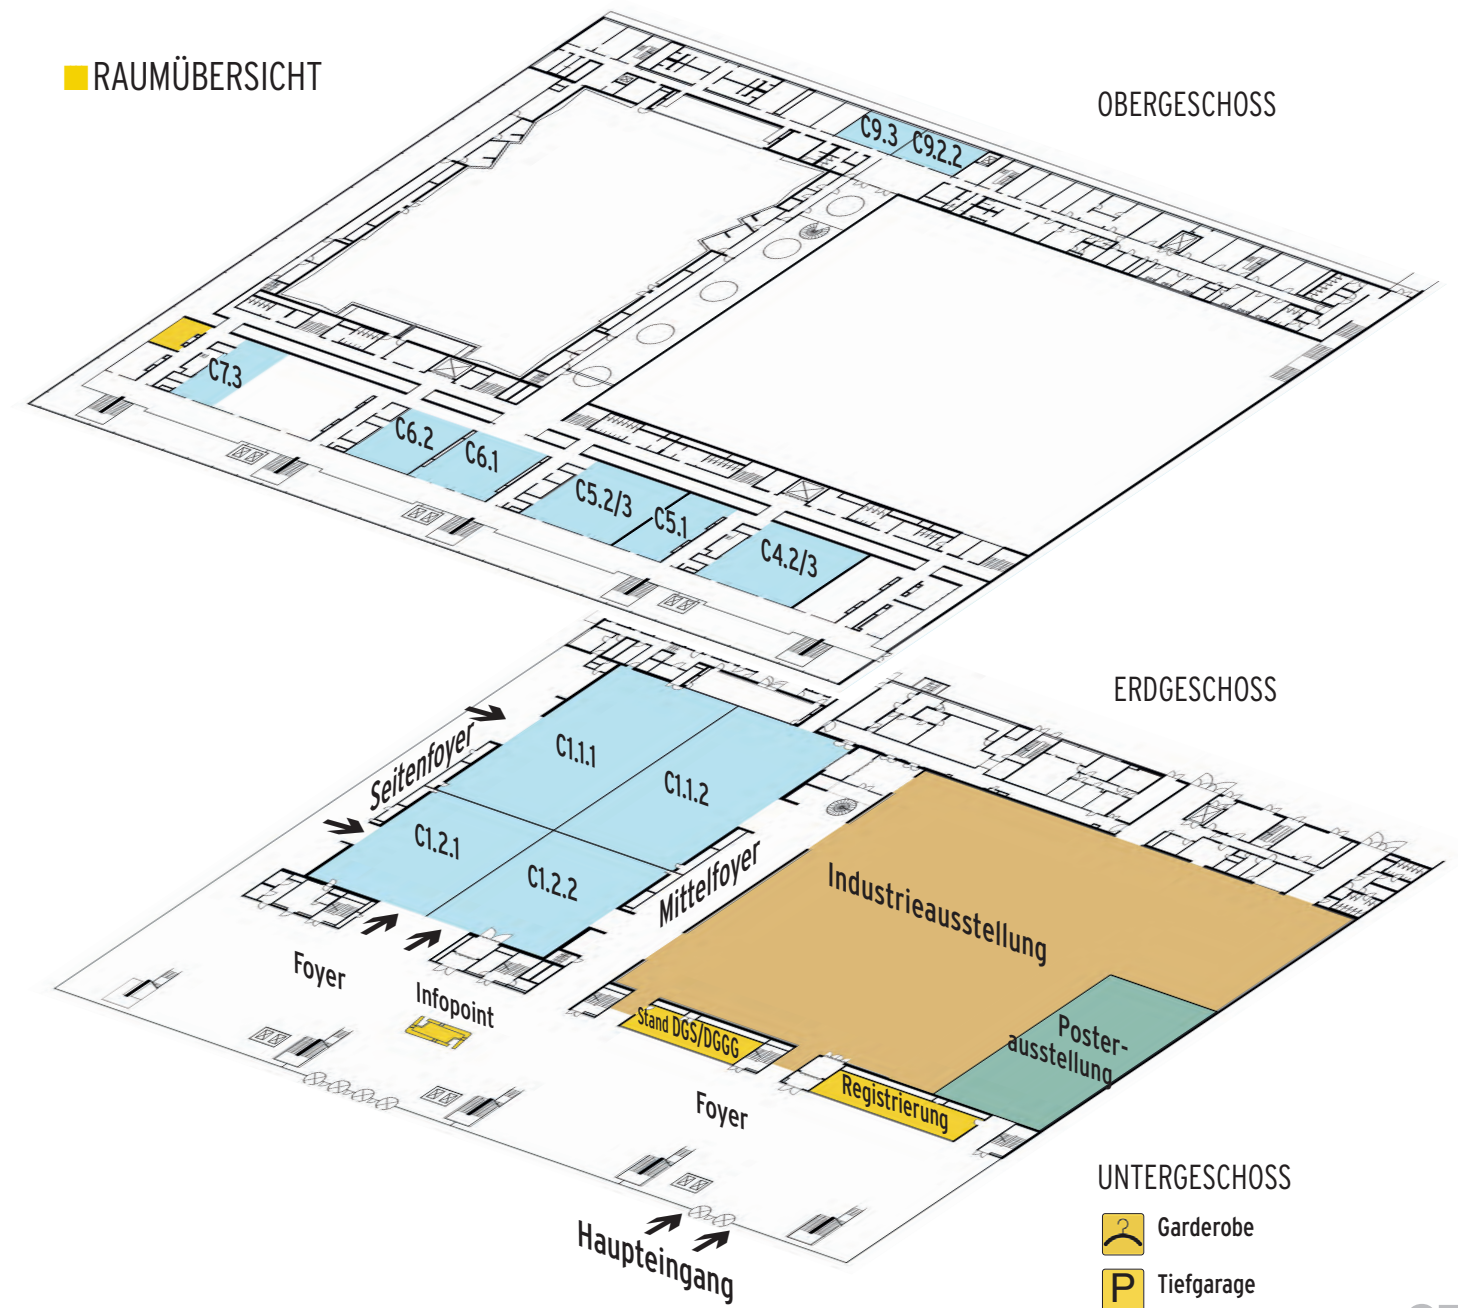 RAUMÜBERSICHT
OBERGESCHOSS
C9.3
C9.2.2
C7.3
C6.2
C6.1
C5.2/3
C5.1
C4.2/3
ERDGESCHOSS
Seitenfoyer
C1.1.1
C1.1.2
C1.2.1
C1.2.2
Mittelfoyer
Industrieausstellung
Foyer
Infopoint
Stand DGS/DGGG
Poster-
ausstellung
Registrierung
Foyer
Haupteingang
UNTERGESCHOSS
Garderobe
P Tiefgarage